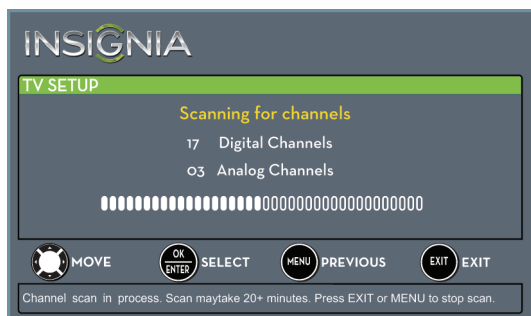 INSIGNIA
TV SETUP
Scanning for channels
17 Digital Channels
03 Analog Channels
MOVE OK ENTER SELECT MENU PREVIOUS EXIT EXIT
Channel scan in process. Scan maytake 20+ minutes. Press EXIT or MENU to stop scan.